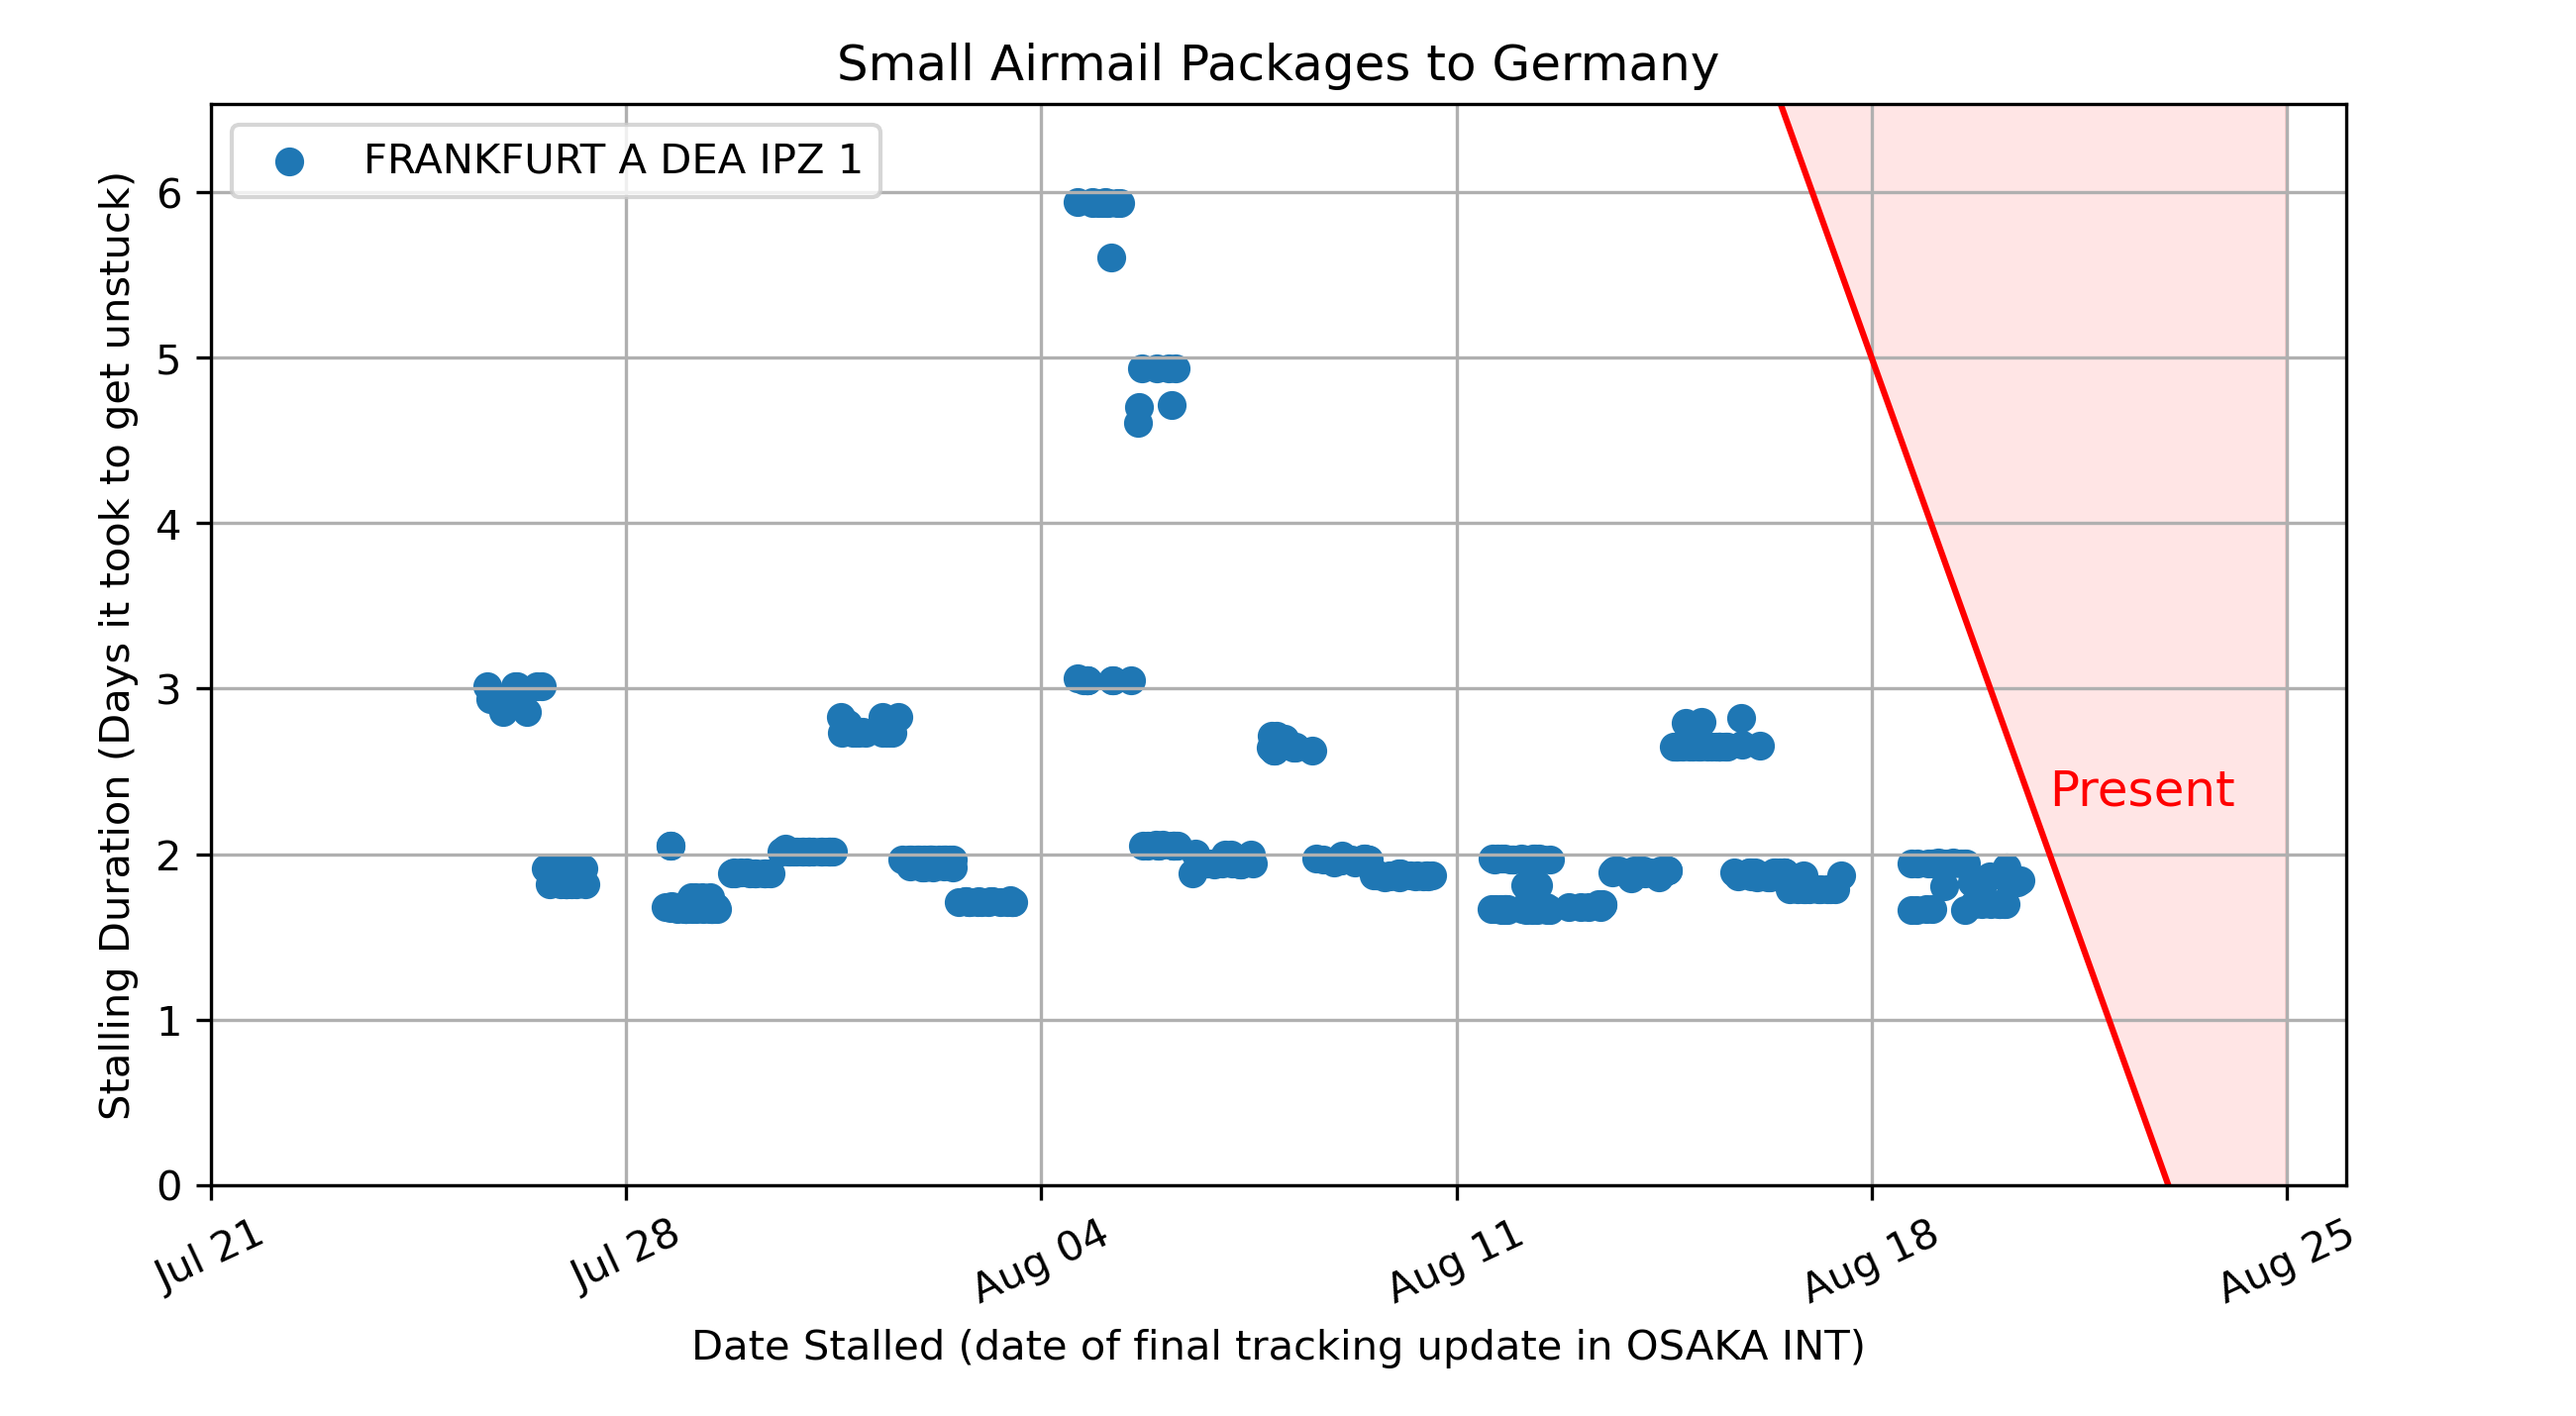 Small Airmail Packages to Germany
FRANKFURT A DEA IPZ 1
Stalling Duration (Days it took to get unstuck)
6
5
4
3
2
1
0
Present
Jul 21
Jul 28
Aug 04
Aug 11
Aug 18
Aug 25
Date Stalled (date of final tracking update in OSAKA INT)